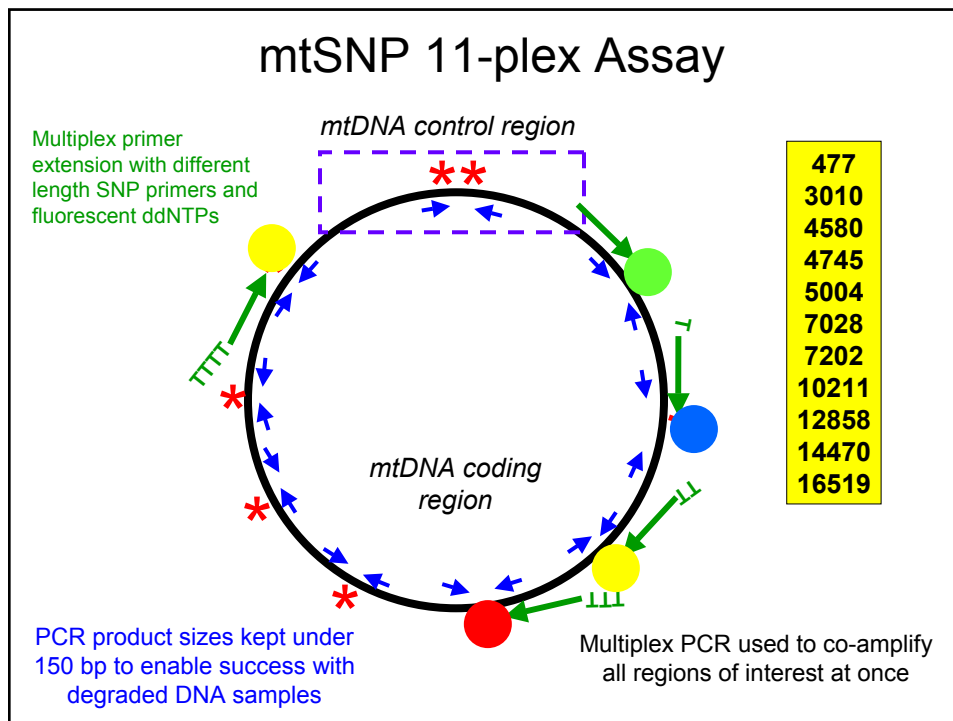 mtSNP 11-plex Assay
Multiplex primer
extension with different
length SNP primers and
fluorescent ddNTPs
mtDNA control region
**
477
3010
4580
4745
5004
7028
7202
10211
12858
14470
16519
T
TTTT
*
mtDNA coding
region
TT
*
TTT
*
PCR product sizes kept under
150 bp to enable success with
degraded DNA samples
Multiplex PCR used to co-amplify
all regions of interest at once